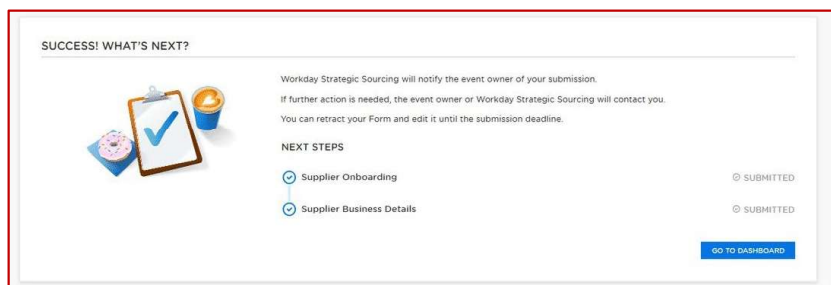 SUCCESS! WHAT'S NEXT?
Workday Strategic Sourcing will notify the event owner of your submission.
If further action is needed, the event owner or Workday Strategic Sourcing will contact you.
You can retract your Form and edit it until the submission deadline.
NEXT STEPS
Supplier Onboarding SUBMITTED
Supplier Business Details SUBMITTED
GO TO DASHBOARD